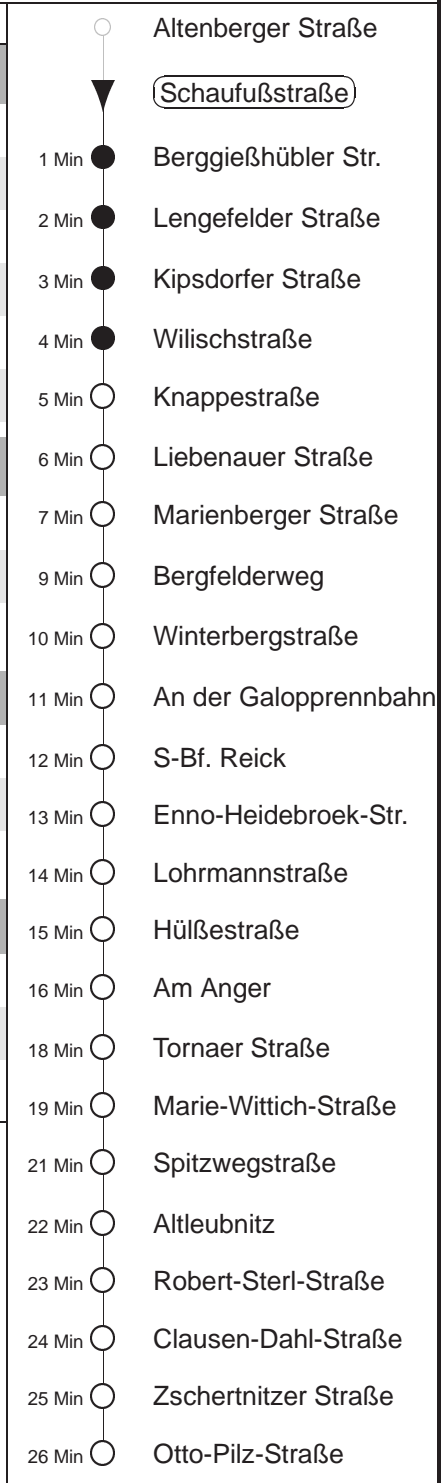 Altenberger Straße
Schaufußstraße
1 Min Berggießhübler Str.
2 Min Lengefelder Straße
3 Min Kipsdorfer Straße
4 Min Wilischstraße
5 Min Knappestraße
6 Min Liebenauer Straße
7 Min Marienberger Straße
9 Min Bergfelderweg
10 Min Winterbergstraße
11 Min An der Galopprennbahn
12 Min S-Bf. Reick
13 Min Enno-Heidebroek-Str.
14 Min Lohrmannstraße
15 Min Hülßestraße
16 Min Am Anger
18 Min Tornaer Straße
19 Min Marie-Wittich-Straße
21 Min Spitzwegstraße
22 Min Altleubnitz
23 Min Robert-Sterl-Straße
24 Min Clausen-Dahl-Straße
25 Min Zschertnitzer Straße
26 Min Otto-Pilz-Straße